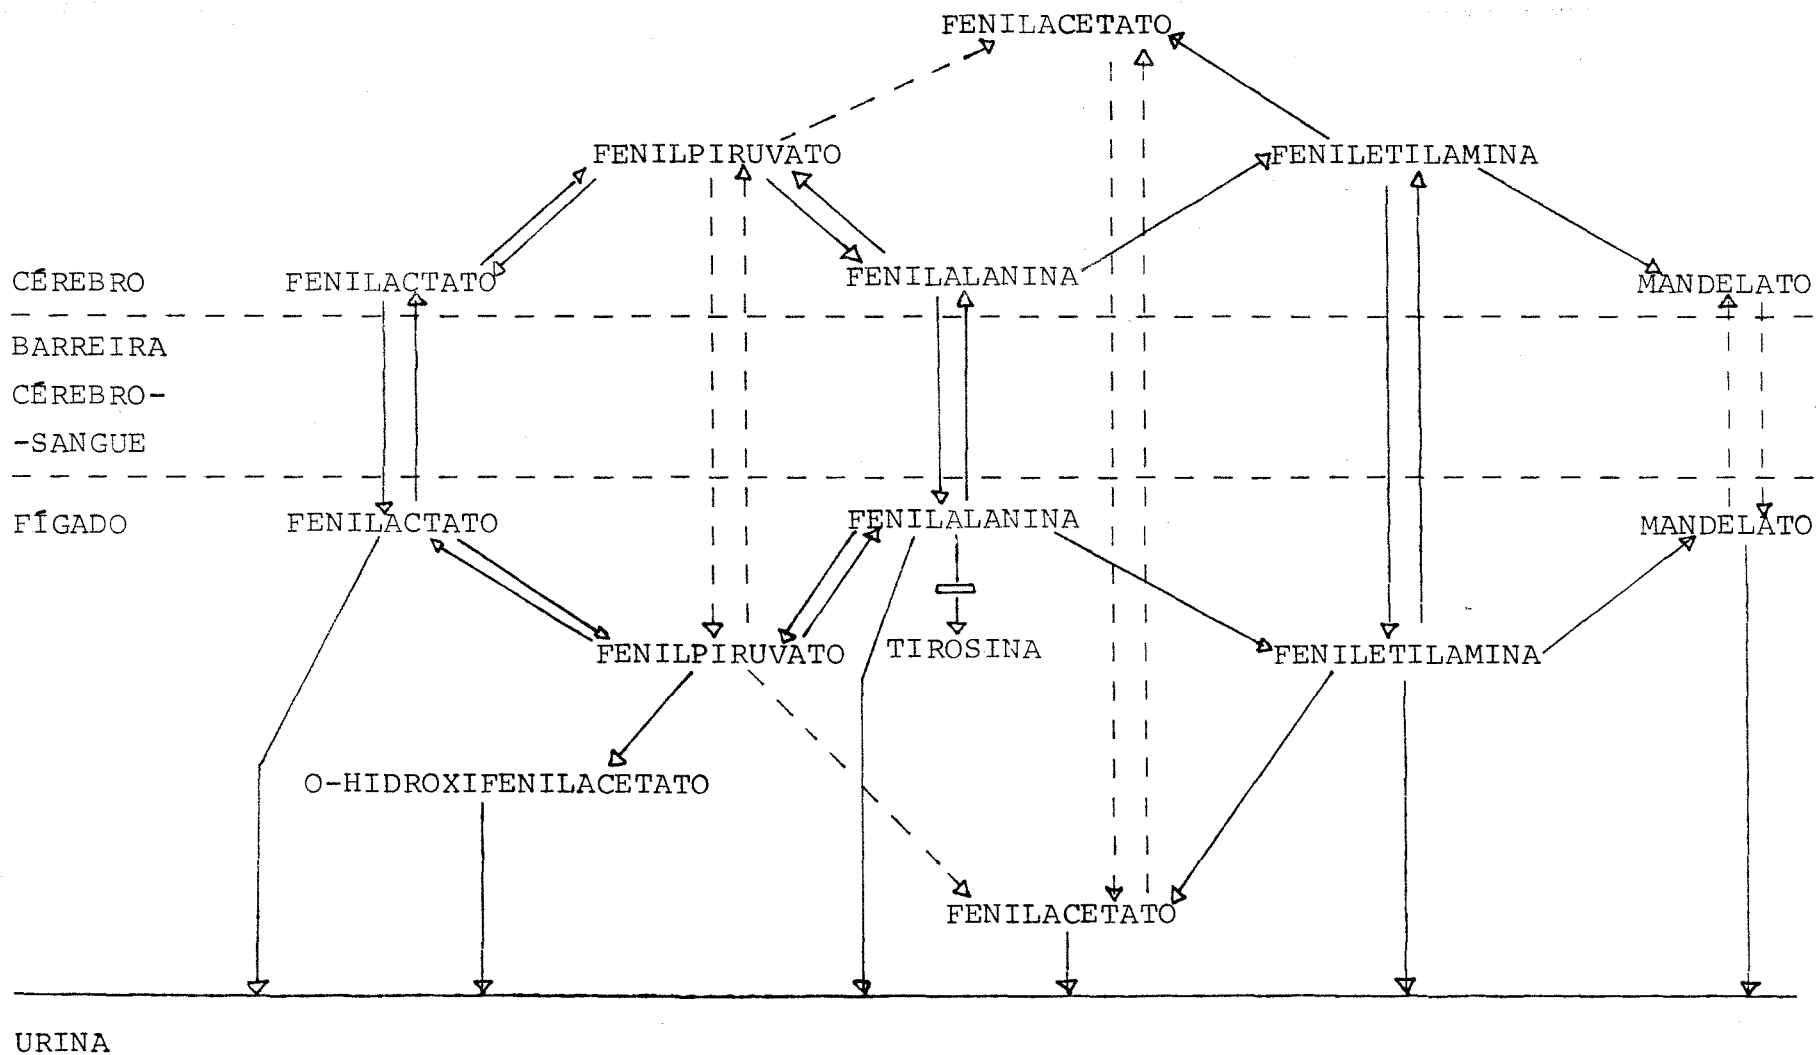 FENILACETATO
FENILPIRUVATO
FENILETILAMINA
CÉREBRO
FENILACTATO
FENILALANINA
MANDELATO
BARREIRA
CÉREBRO-
-SANGUE
FÍGADO
FENILACTATO
FENILALANINA
MANDELATO
FENILPIRUVATO
TIROSINA
FENILETILAMINA
O-HIDROXIFENILACETATO
FENILACETATO
URINA